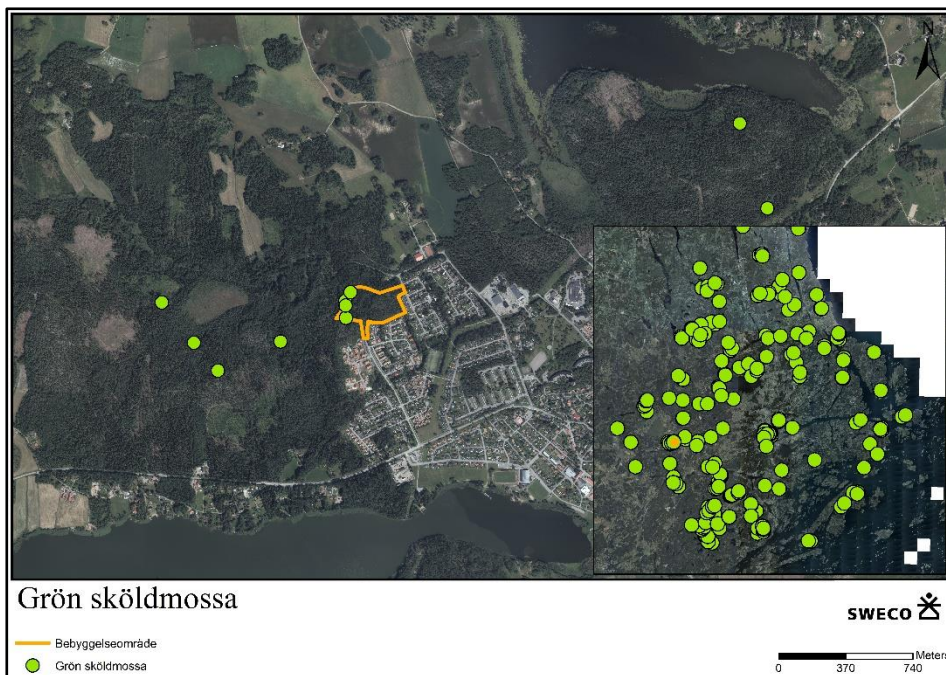 N
Grön sköldmossa
SWECO
Bebyggelseområde
Grön sköldmossa
Meters
0 370 740